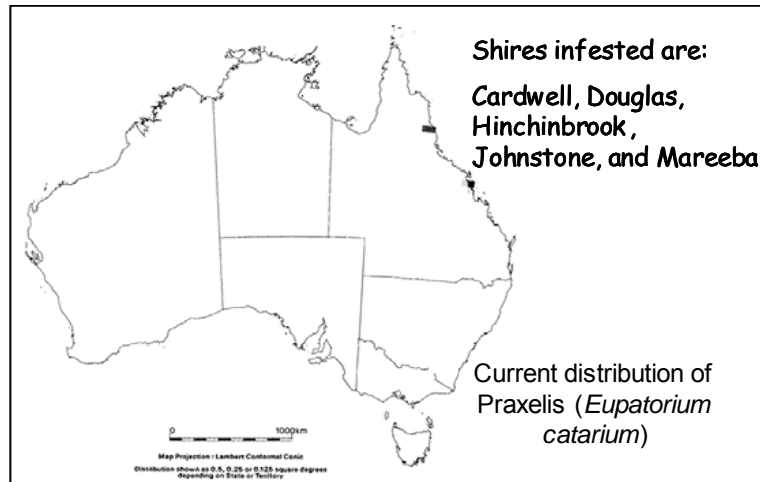 Shires infested are:
Cardwell, Douglas,
Hinchinbrook,
Johnstone, and Mareeba
Current distribution of
Praxelis (Eupatorium
catarium)
0 1000km
Map Projection : Lambert Conformal Conic
Distribution shown as 0.5, 0.25 or 0.125 square degrees
depending on State or Territory